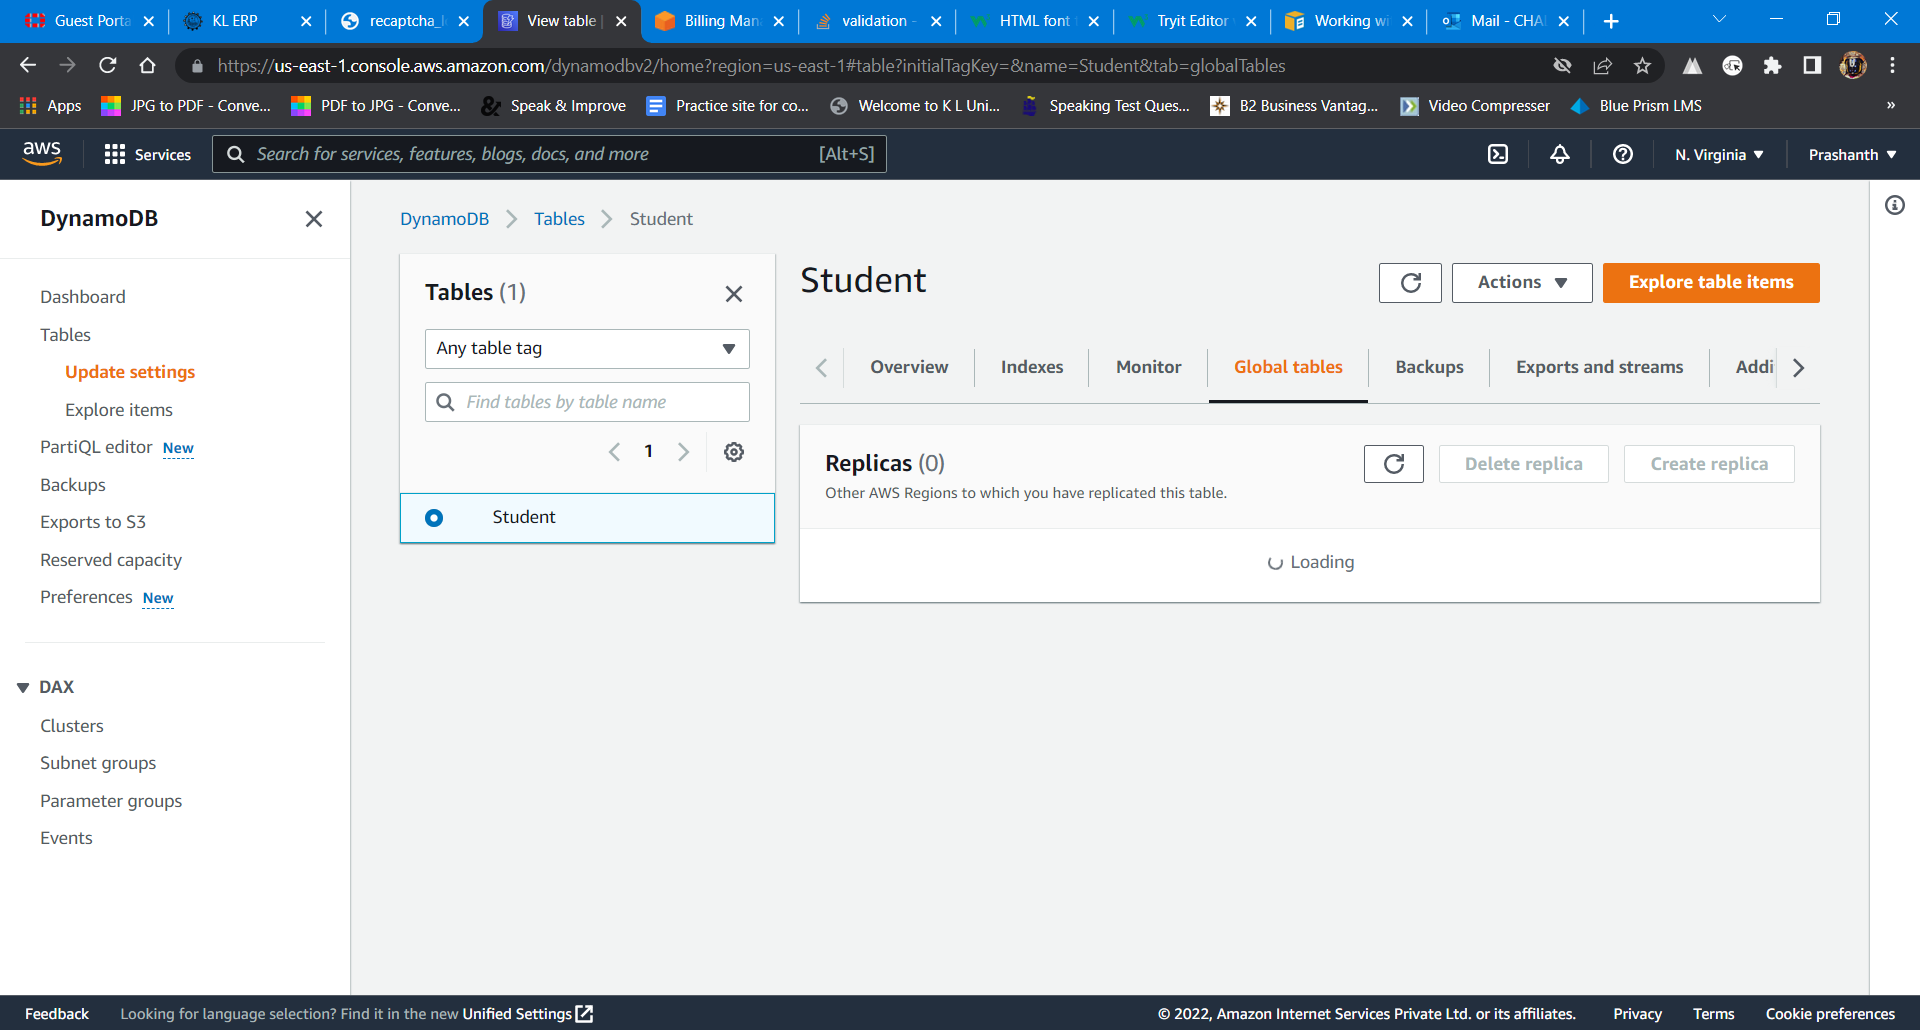 Guest Porta
KL ERP
recaptcha_l
View table |
Billing Man
validation -
HTML font
Tryit Editor
Working wi
Mail - CHA
https://us-east-1.console.aws.amazon.com/dynamodbv2/home?region=us-east-1#table?initialTagKey=&name=Student&tab=globalTables
Apps
JPG to PDF - Conve...
PDF to JPG - Conve...
Speak & Improve
Practice site for co...
Welcome to K L Uni...
Speaking Test Ques...
B2 Business Vantag...
Video Compresser
Blue Prism LMS
»
aws
Services
Search for services, features, blogs, docs, and more
[Alt+S]
N. Virginia
Prashanth
DynamoDB
Dashboard
Tables
Update settings
Explore items
PartiQL editor New
Backups
Exports to S3
Reserved capacity
Preferences New
DAX
Clusters
Subnet groups
Parameter groups
Events
DynamoDB
Tables
Student
Tables (1)
Any table tag
Find tables by table name
1
Student
Student
Actions
Explore table items
Overview
Indexes
Monitor
Global tables
Backups
Exports and streams
Addi
Replicas (0)
Other AWS Regions to which you have replicated this table.
Delete replica
Create replica
Loading
Feedback
Looking for language selection? Find it in the new Unified Settings
© 2022, Amazon Internet Services Private Ltd. or its affiliates.
Privacy
Terms
Cookie preferences